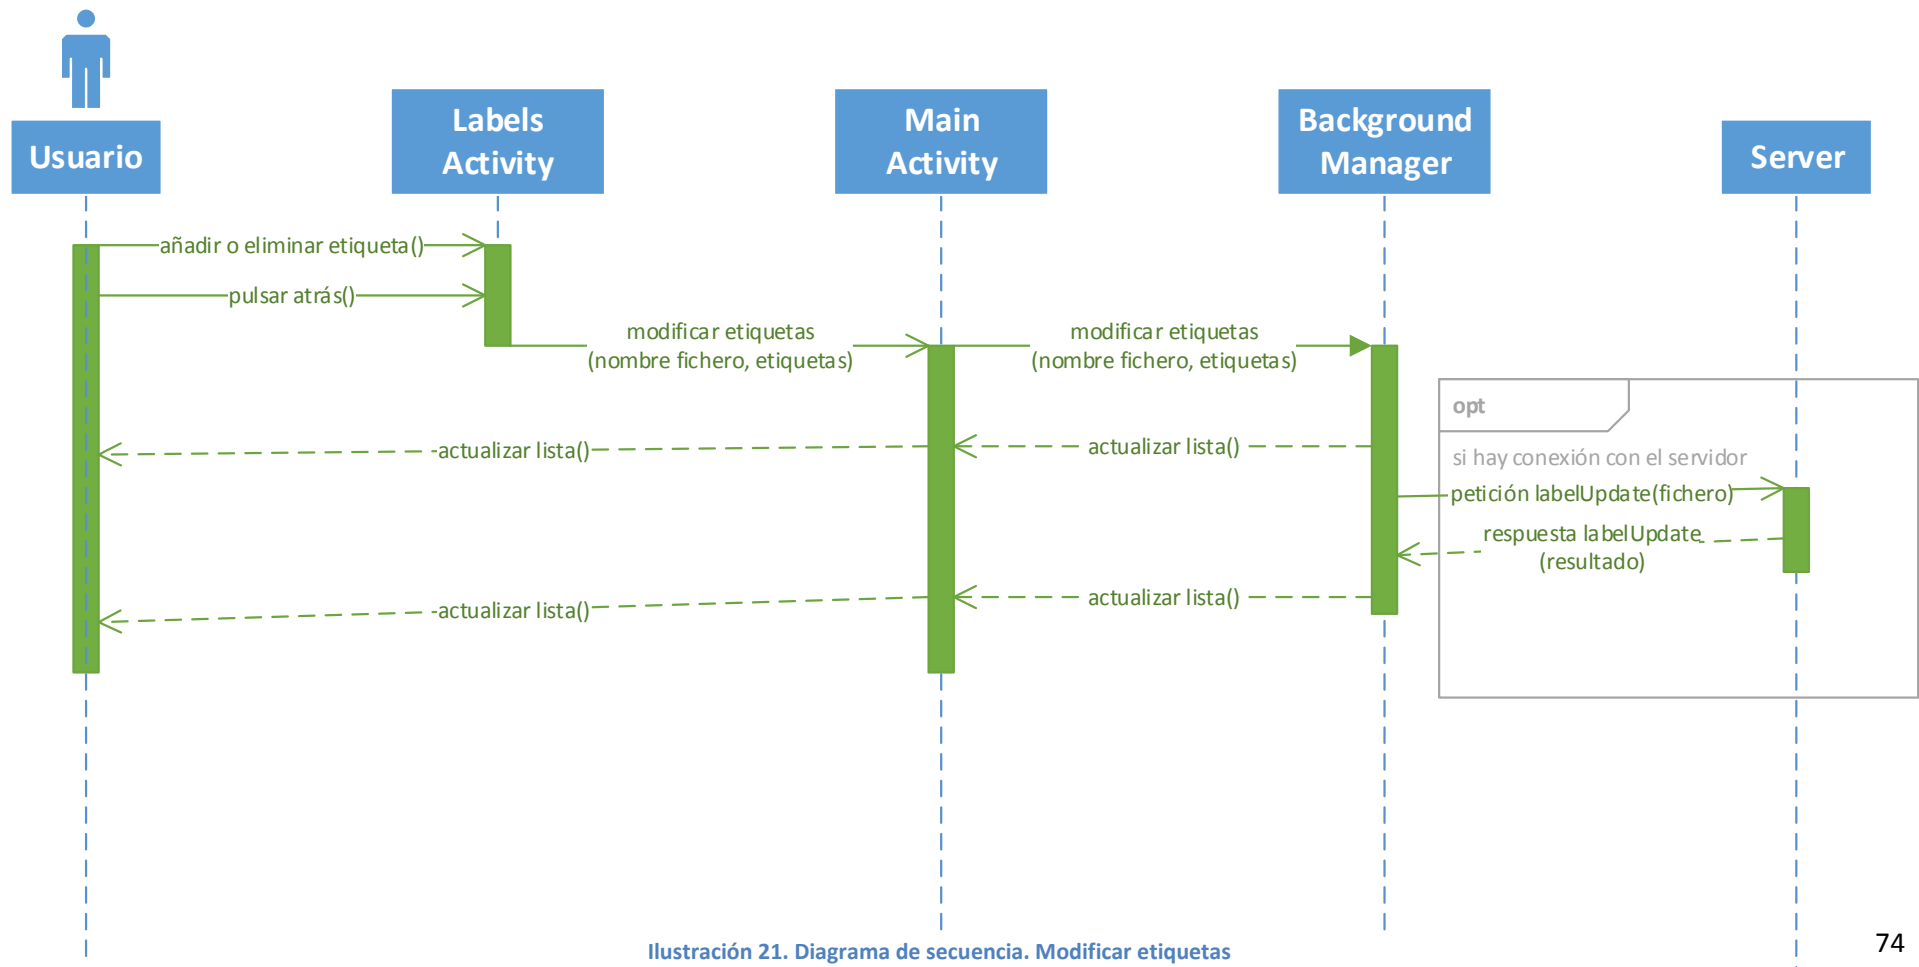 Usuario
Labels
Activity
Main
Activity
Background
Manager
Server
añadir o eliminar etiqueta()
pulsar atrás()
modificar etiquetas
(nombre fichero, etiquetas)
modificar etiquetas
(nombre fichero, etiquetas)
opt
si hay conexión con el servidor
actualizar lista()
actualizar lista()
petición labelUpdate(fichero)
respuesta labelUpdate
(resultado)
actualizar lista()
actualizar lista()
Ilustración 21. Diagrama de secuencia. Modificar etiquetas
74